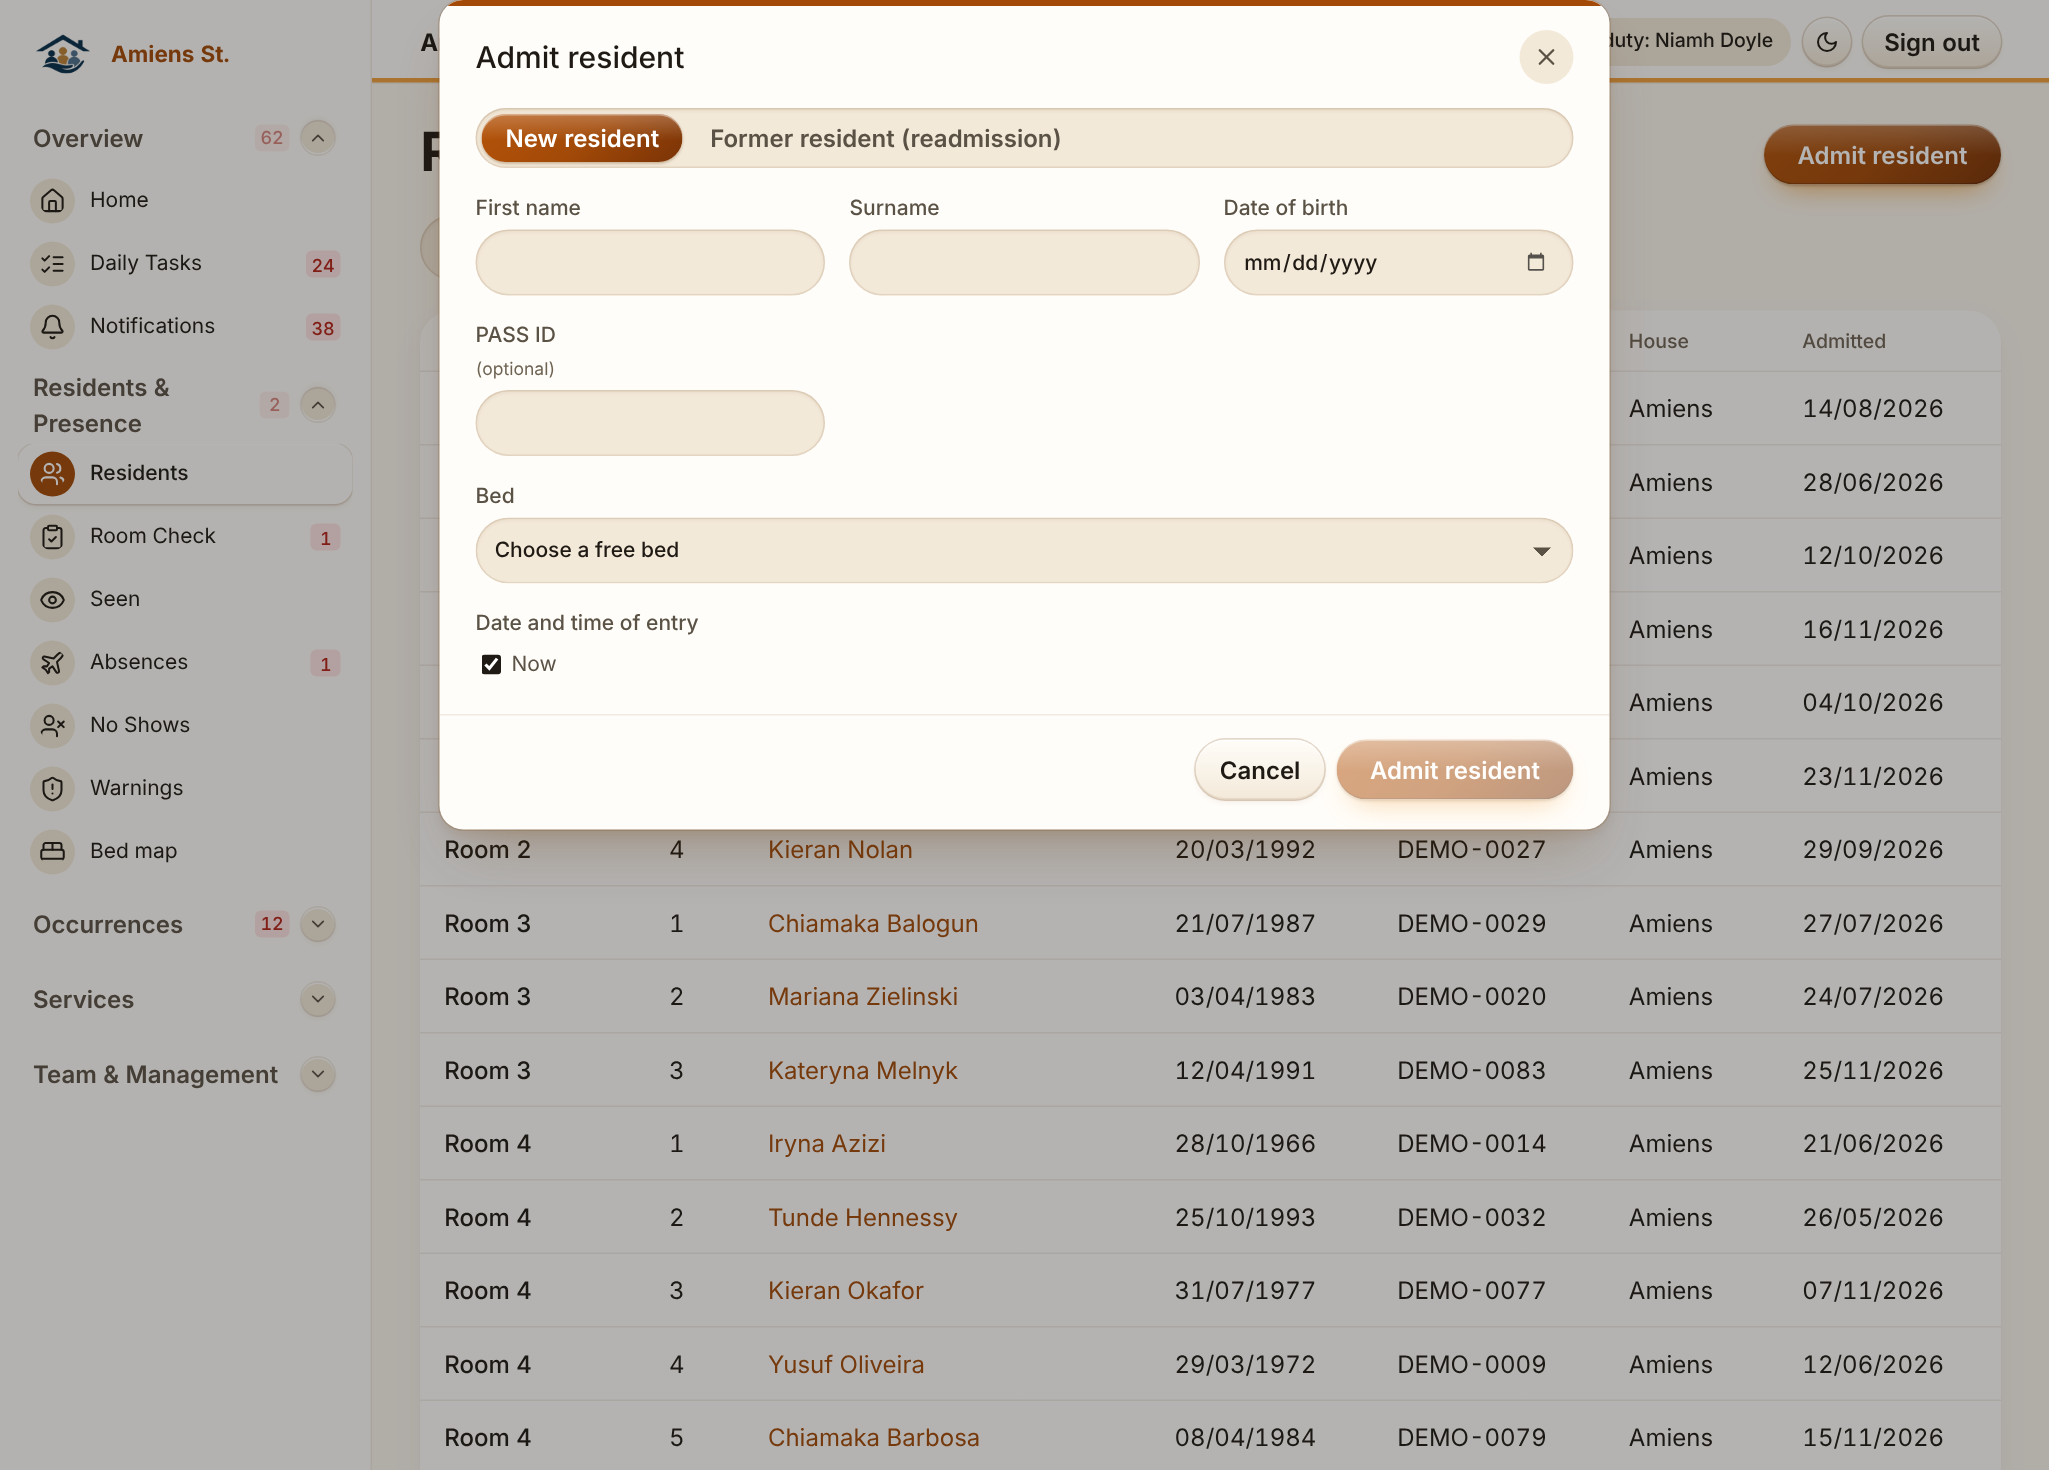 Amiens St.
Overview 62
Home
Daily Tasks 24
Notifications 38
Residents &
Presence 2
Residents
Room Check 1
Seen
Absences 1
No Shows
Warnings
Bed map
Occurrences 12
Services
Team & Management
duty: Niamh Doyle
Sign out
Admit resident
Admit resident
New resident Former resident (readmission)
First name Surname Date of birth
mm/dd/yyyy
PASS ID
(optional)
Bed
Choose a free bed
Date and time of entry
Now
Cancel Admit resident
House Admitted
Amiens 14/08/2026
Amiens 28/06/2026
Amiens 12/10/2026
Amiens 16/11/2026
Amiens 04/10/2026
Amiens 23/11/2026
Room 2 4 Kieran Nolan 20/03/1992 DEMO-0027 Amiens 29/09/2026
Room 3 1 Chiamaka Balogun 21/07/1987 DEMO-0029 Amiens 27/07/2026
Room 3 2 Mariana Zielinski 03/04/1983 DEMO-0020 Amiens 24/07/2026
Room 3 3 Kateryna Melnyk 12/04/1991 DEMO-0083 Amiens 25/11/2026
Room 4 1 Iryna Azizi 28/10/1966 DEMO-0014 Amiens 21/06/2026
Room 4 2 Tunde Hennessy 25/10/1993 DEMO-0032 Amiens 26/05/2026
Room 4 3 Kieran Okafor 31/07/1977 DEMO-0077 Amiens 07/11/2026
Room 4 4 Yusuf Oliveira 29/03/1972 DEMO-0009 Amiens 12/06/2026
Room 4 5 Chiamaka Barbosa 08/04/1984 DEMO-0079 Amiens 15/11/2026